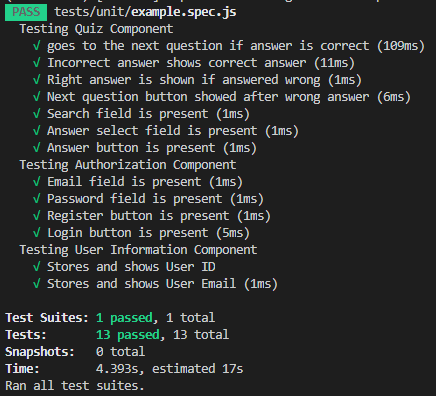 PASS tests/unit/example.spec.js
Testing Quiz Component
√ goes to the next question if answer is correct (109ms)
√ Incorrect answer shows correct answer (11ms)
√ Right answer is shown if answered wrong (1ms)
√ Next question button showed after wrong answer (6ms)
√ Search field is present (1ms)
√ Answer select field is present (1ms)
√ Answer button is present (1ms)
Testing Authorization Component
√ Email field is present (1ms)
√ Password field is present (1ms)
√ Register button is present (1ms)
√ Login button is present (5ms)
Testing User Information Component
√ Stores and shows User ID
√ Stores and shows User Email (1ms)
Test Suites: 1 passed, 1 total
Tests: 13 passed, 13 total
Snapshots: 0 total
Time: 4.393s, estimated 17s
Ran all test suites.